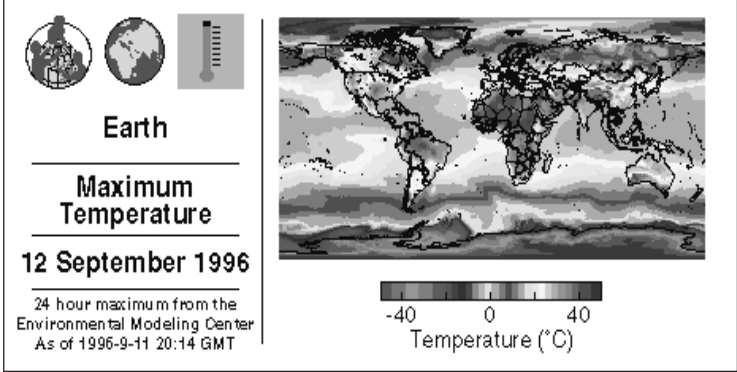 Earth
Maximum
Temperature
12 September 1996
24 hour maximum from the
Environmental Modeling Center
As of 1996-9-11 20:14 GMT
-40 0 40
Temperature (°C)